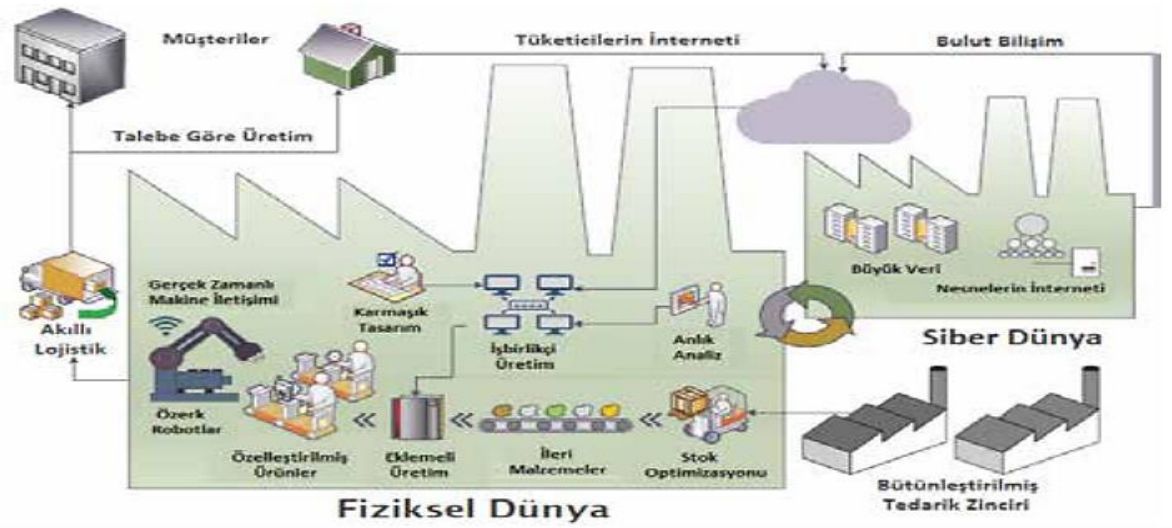 Müşteriler
Tüketicilerin İnterneti
Bulut Bilişim
Talebe Göre Üretim
Büyük Veri
Nesnelerin İnterneti
Siber Dünya
Gerçek Zamanlı
Makine İletişimi
Karmaşık
Tasarım
İşbirlikçi
Üretim
Anlık
Analiz
Akıllı
Lojistik
Özerk
Robotlar
Özelleştirilmiş
Ürünler
Eklemeli
Üretim
İleri
Malzemeler
Stok
Optimizasyonu
Bütünleştirilmiş
Tedarik Zinciri
Fiziksel Dünya